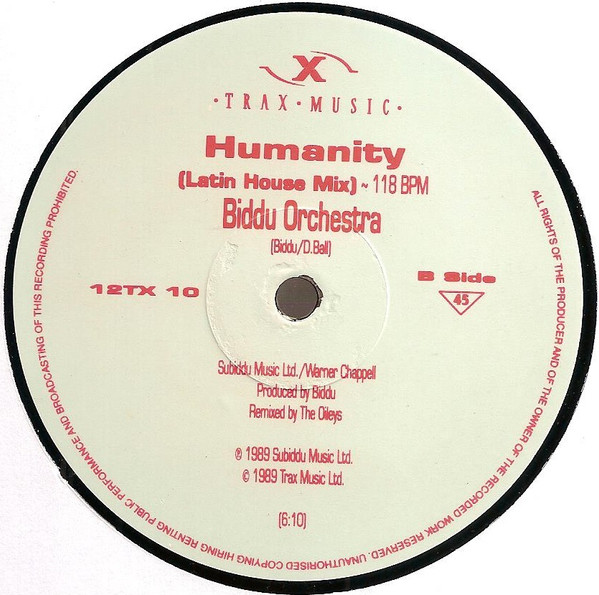 X
·TRAX·MUSIC·
Humanity
(Latin House Mix) ~ 118 BPM
Biddu Orchestra
(Biddu/D.Ball)
12TX 10
B Side
45
Subiddu Music Ltd./Warner Chappell
Produced by Biddu
Remixed by The Olileys
℗ 1989 Subiddu Music Ltd.
© 1989 Trax Music Ltd.
(6:10)
ALL RIGHTS OF THE PRODUCER AND OF THE OWNER OF THE RECORDED WORK RESERVED. UNAUTHORISED COPYING HIRING RENTING PUBLIC PERFORMANCE AND BROADCASTING OF THIS RECORDING PROHIBITED.